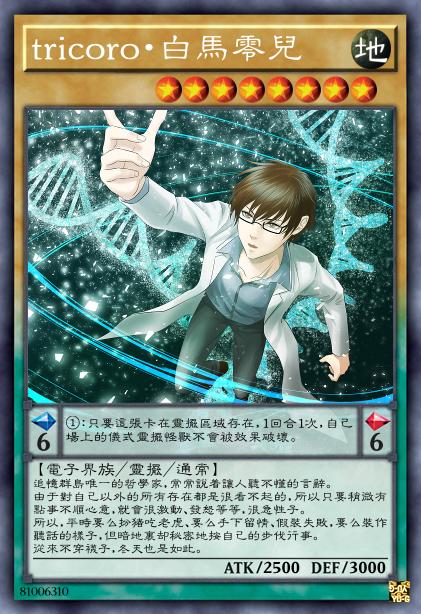 tricoro・白馬零兒
地
6
①:只要這張卡在靈擺區域存在,1回合1次,自己
場上的儀式靈擺怪獸不會被效果破壞。
6
【電子界族/靈擺/通常】
追憶群島唯一的哲學家,常常說着讓人聽不懂的言辭。
由于對自己以外的所有存在都是很看不起的,所以只要稍微有
點事不順心意,就會很激動、發怒等等,很急性子。
所以,平時要么扮豬吃老虎、要么手下留情、假裝失敗,要么裝作
聽話的樣子,但暗地裏卻秘密地按自己的步伐行事。
從來不穿襪子,冬天也是如此。
ATK/2500 DEF/3000
81006310